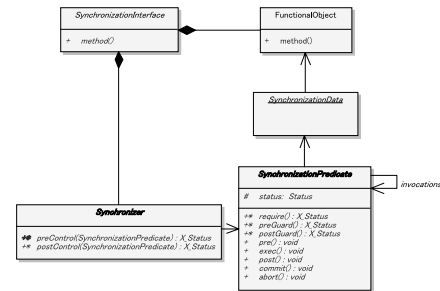 SynchronizationInterface
+ method()
FunctionalObject
+ method()
SynchronizationData
SynchronizationPredicate
# status: Status
+* require() : X_Status
+* preGuard() : X_Status
+* postGuard() : X_Status
+ pre() : void
+ exec() : void
+ post() : void
+ commit() : void
+ abort() : void
invocations
Synchronizer
+* preControl(SynchronizationPredicate) : X_Status
+* postControl(SynchronizationPredicate) : X_Status